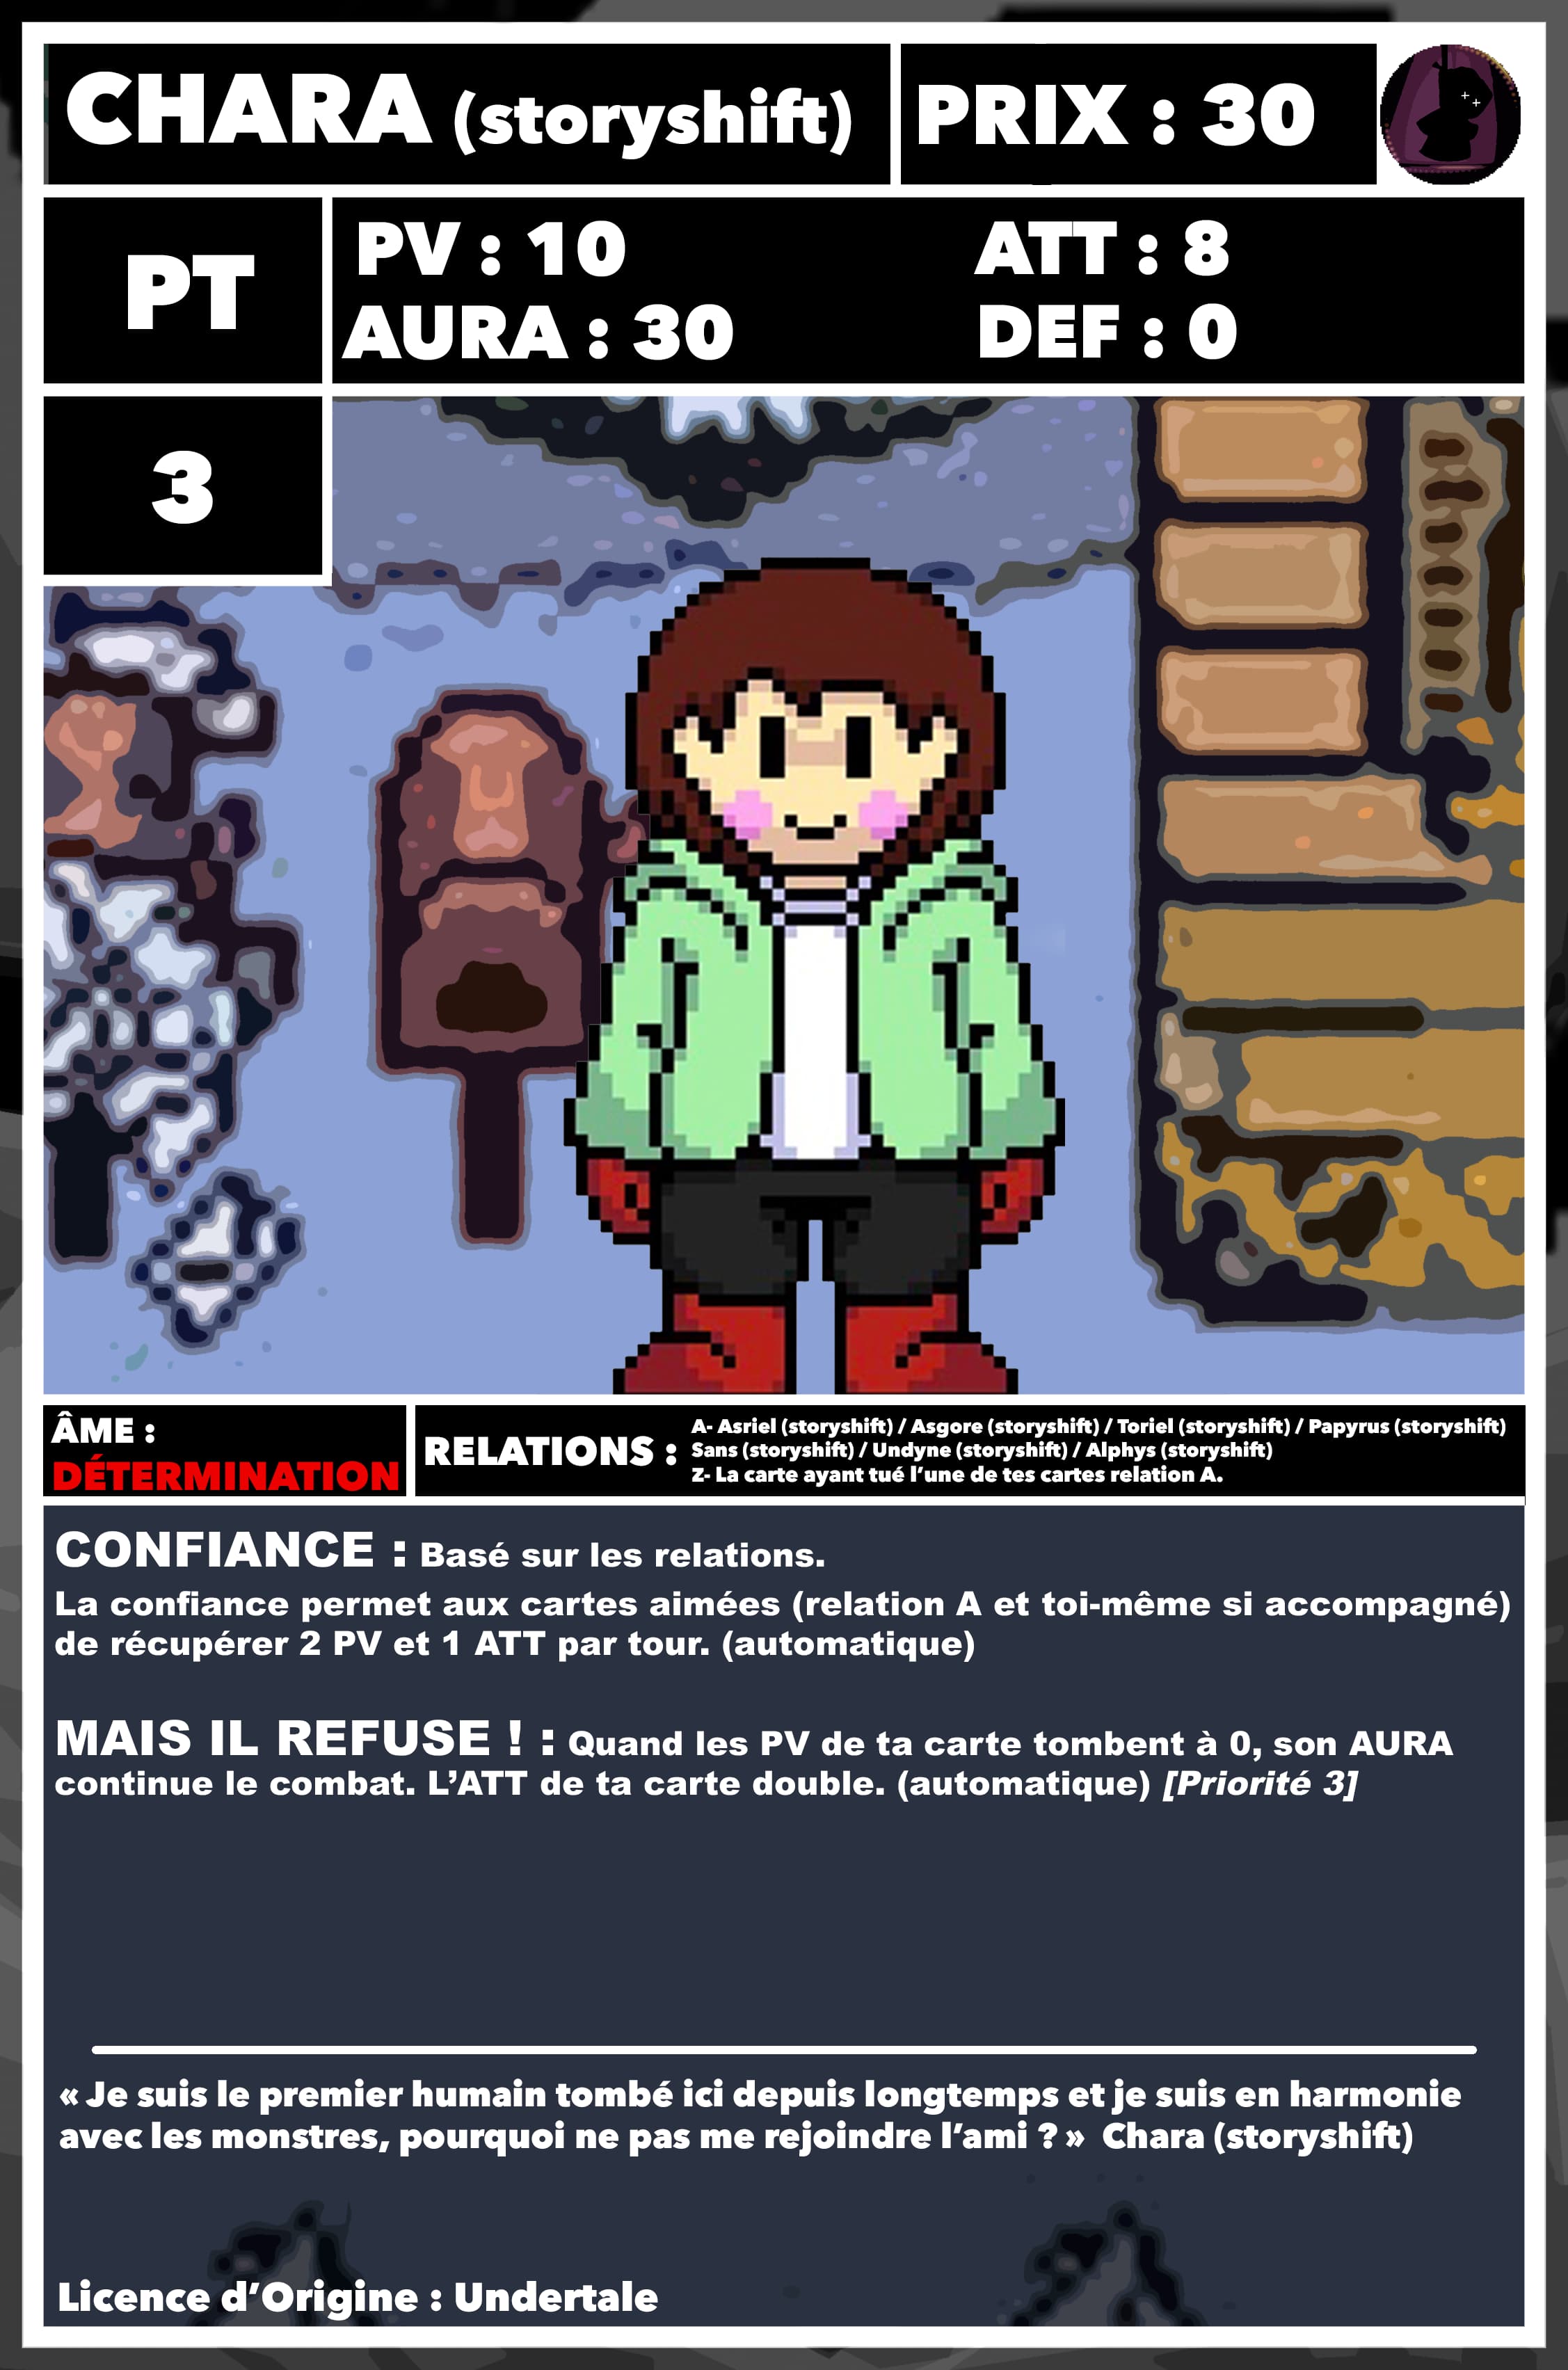 CHARA (storyshift)
PRIX : 30
PT
PV : 10
ATT : 8
AURA : 30
DEF : 0
3
ÂME :
DÉTERMINATION
RELATIONS :
A- Asriel (storyshift) / Asgore (storyshift) / Toriel (storyshift) / Papyrus (storyshift)
Sans (storyshift) / Undyne (storyshift) / Alphys (storyshift)
Z- La carte ayant tué l’une de tes cartes relation A.
CONFIANCE : Basé sur les relations.
La confiance permet aux cartes aimées (relation A et toi-même si accompagné)
de récupérer 2 PV et 1 ATT par tour. (automatique)
MAIS IL REFUSE ! : Quand les PV de ta carte tombent à 0, son AURA
continue le combat. L’ATT de ta carte double. (automatique) [Priorité 3]
« Je suis le premier humain tombé ici depuis longtemps et je suis en harmonie
avec les monstres, pourquoi ne pas me rejoindre l’ami ? » Chara (storyshift)
Licence d’Origine : Undertale